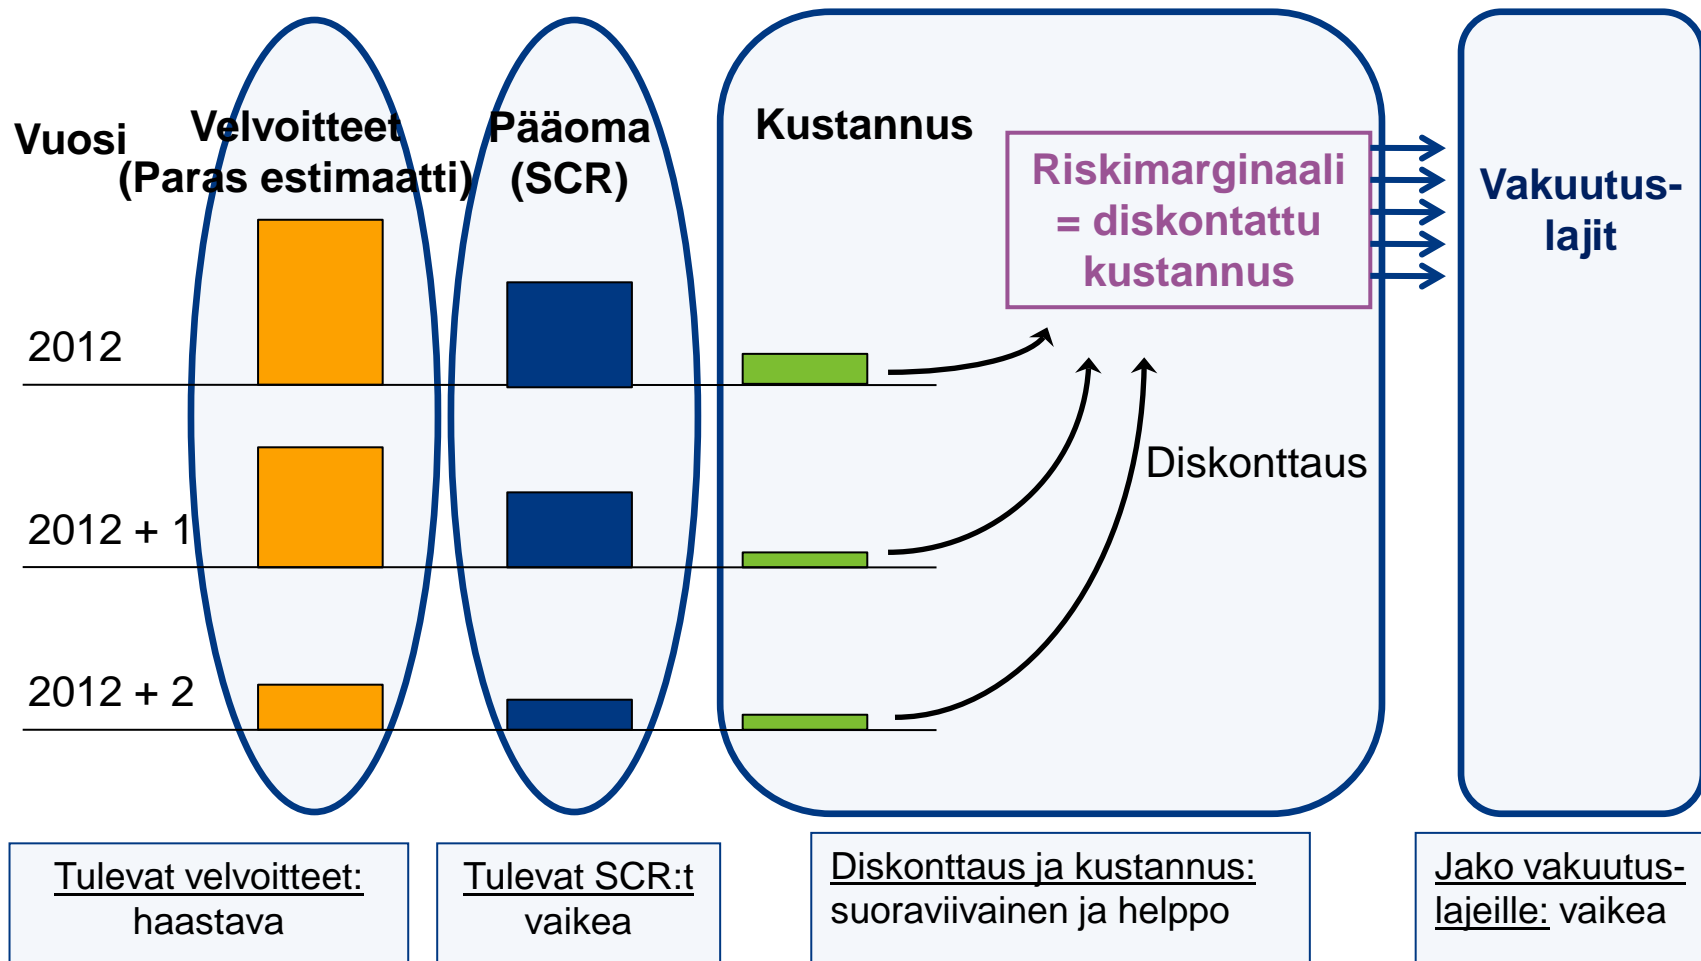 Vuosi
Velvoitteet
(Paras estimaatti)
Pääoma
(SCR)
Kustannus
Riskimarginaali
= diskontattu
kustannus
Vakuutus-
lajit
2012
Diskonttaus
2012 + 1
2012 + 2
Tulevat velvoitteet:
haastava
Tulevat SCR:t
vaikea
Diskonttaus ja kustannus:
suoraviivainen ja helppo
Jako vakuutus-
lajeille: vaikea